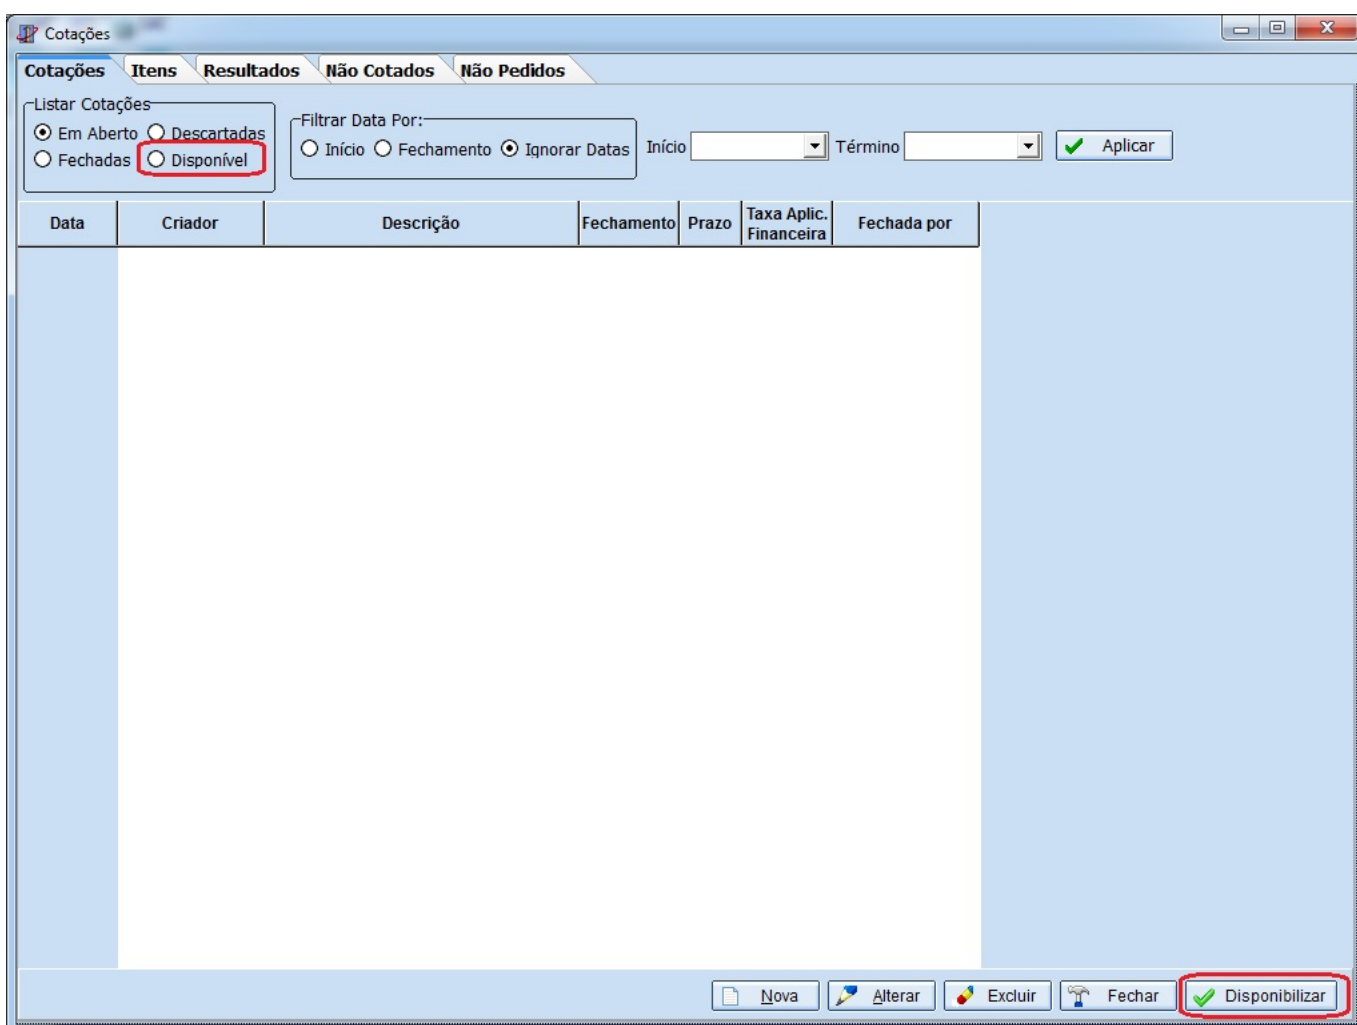 Cotações
Cotações Itens Resultados Não Cotados Não Pedidos
Listar Cotações
Em Aberto Descartadas
Fechadas Disponível
Filtrar Data Por:
Início Fechamento Ignorar Datas
Início Término Aplicar
Data Criador Descrição Fechamento Prazo Taxa Aplic. Financeira Fechada por
Nova Alterar Excluir Fechar Disponibilizar